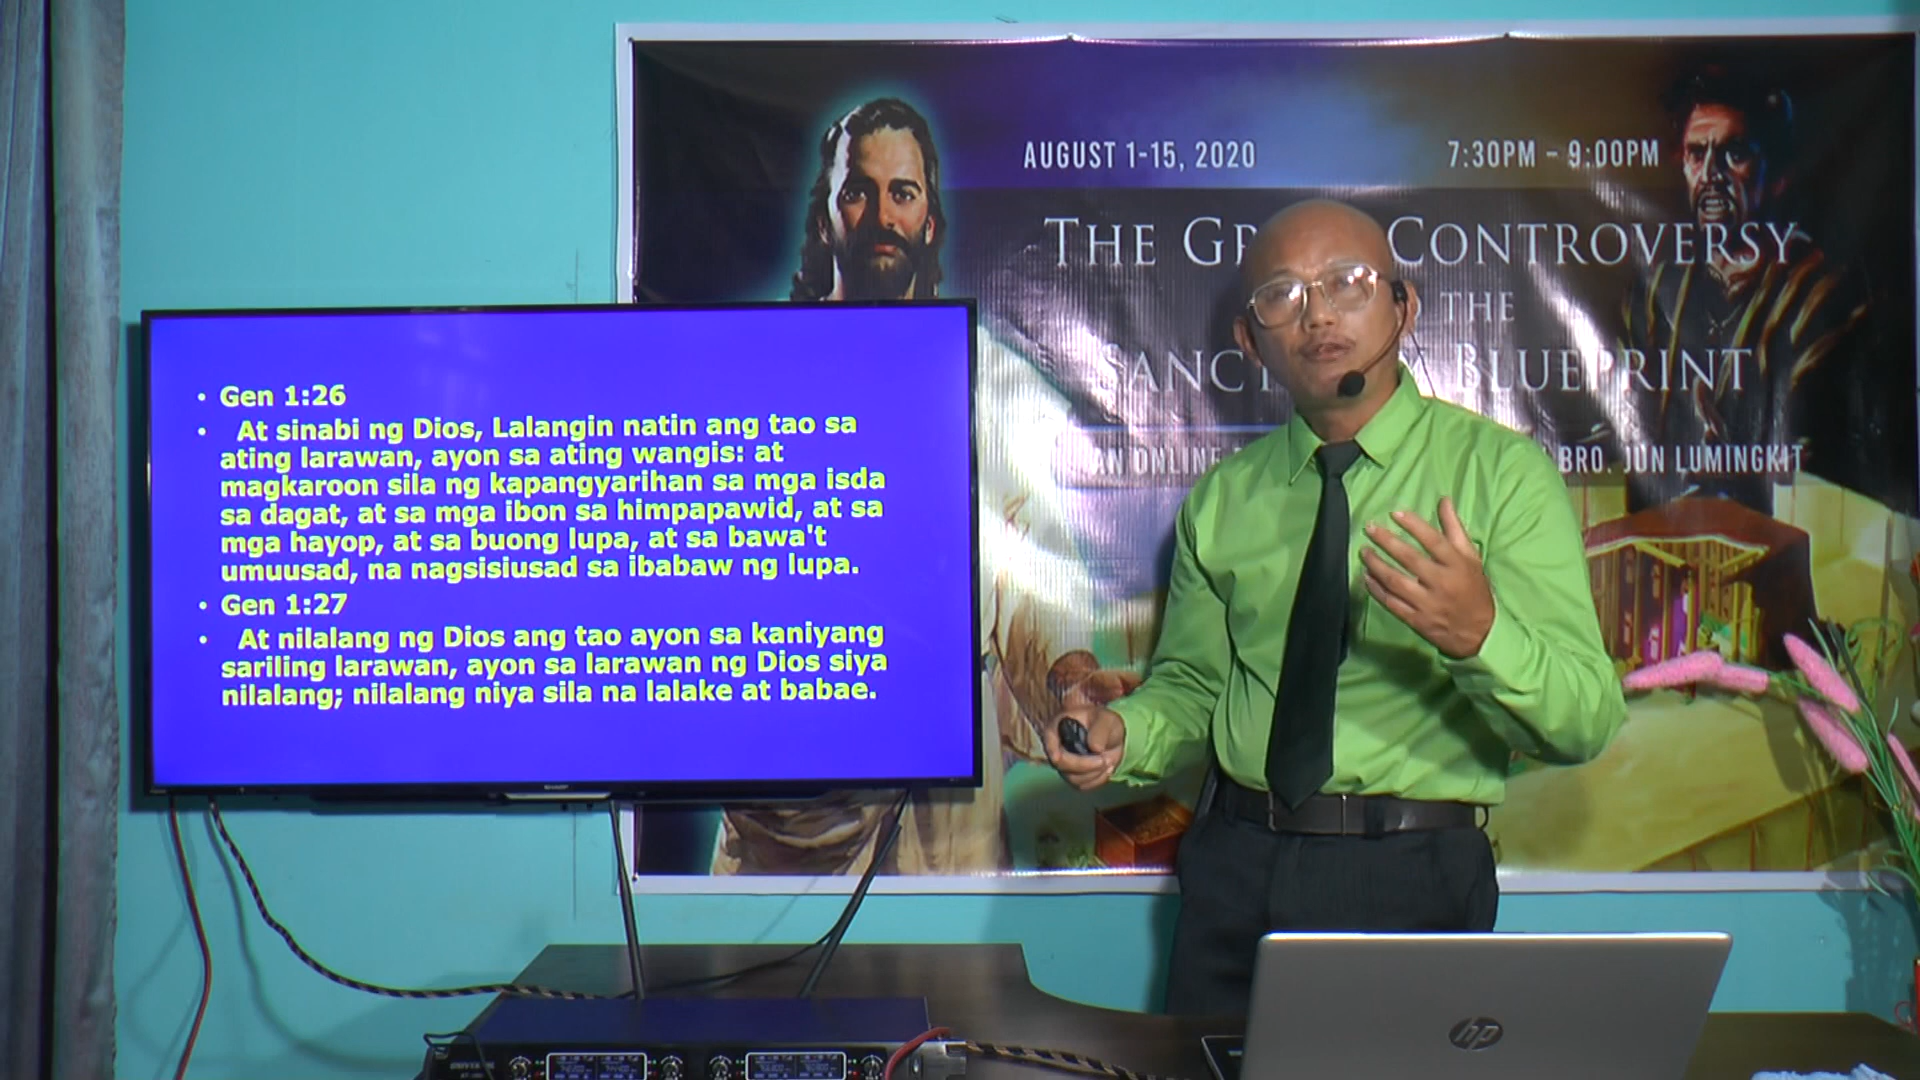 AUGUST 1-15, 2020
7:30PM - 9:00PM
THE CONTROVERSY
THE
BLUEPRINT
AN ONLINE
BRO. JUN LUMINGKIT
• Gen 1:26
• At sinabi ng Dios, Lalangin natin ang tao sa
ating larawan, ayon sa ating wangis: at
magkaroon sila ng kapangyarihan sa mga isda
sa dagat, at sa mga ibon sa himpapawid, at sa
mga hayop, at sa buong lupa, at sa bawa't
umuusad, na nagsisiusad sa ibabaw ng lupa.
• Gen 1:27
• At nilalang ng Dios ang tao ayon sa kaniyang
sariling larawan, ayon sa larawan ng Dios siya
nilalang; nilalang niya sila na lalake at babae.
SHARP
hp